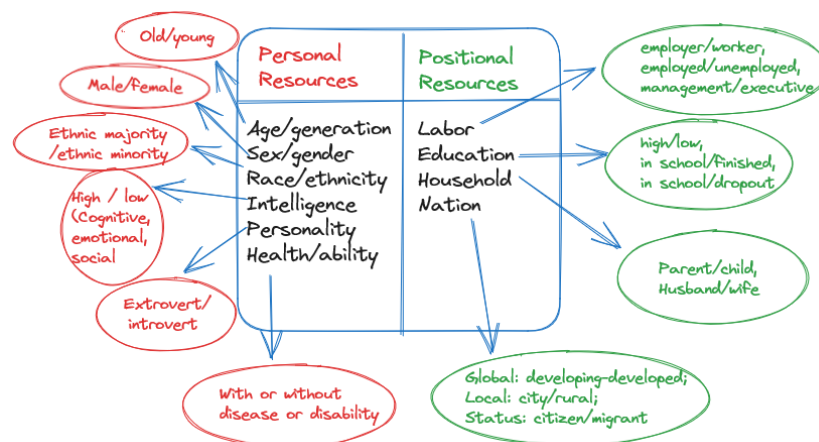 Old/young
Male/female
Ethnic majority
/ethnic minority
High / low
(Cognitive,
emotional,
social
Extrovert/
introvert
With or without
disease or disability
Personal
Resources
Age/generation
Sex/gender
Race/ethnicity
Intelligence
Personality
Health/ability
Positional
Resources
Labor
Education
Household
Nation
employer/worker,
employed/unemployed,
management/executive
high/low,
in school/finished,
in school/dropout
Parent/child,
Husband/wife
Global: developing-developed;
Local: city/rural;
Status: citizen/migrant